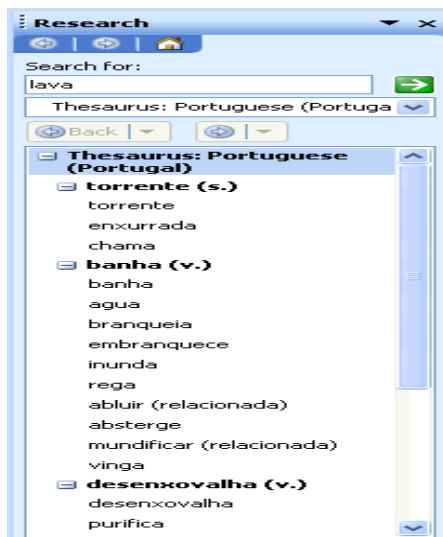 Research
Search for:
lava
Thesaurus: Portuguese (Portuga
Back
Thesaurus: Portuguese
(Portugal)
torrente (s.)
torrente
enxurrada
chama
banha (v.)
banha
agua
branqueia
embranquece
inunda
rega
abluir (relacionada)
absterge
mundificar (relacionada)
vinga
desenxovalha (v.)
desenxovalha
purifica